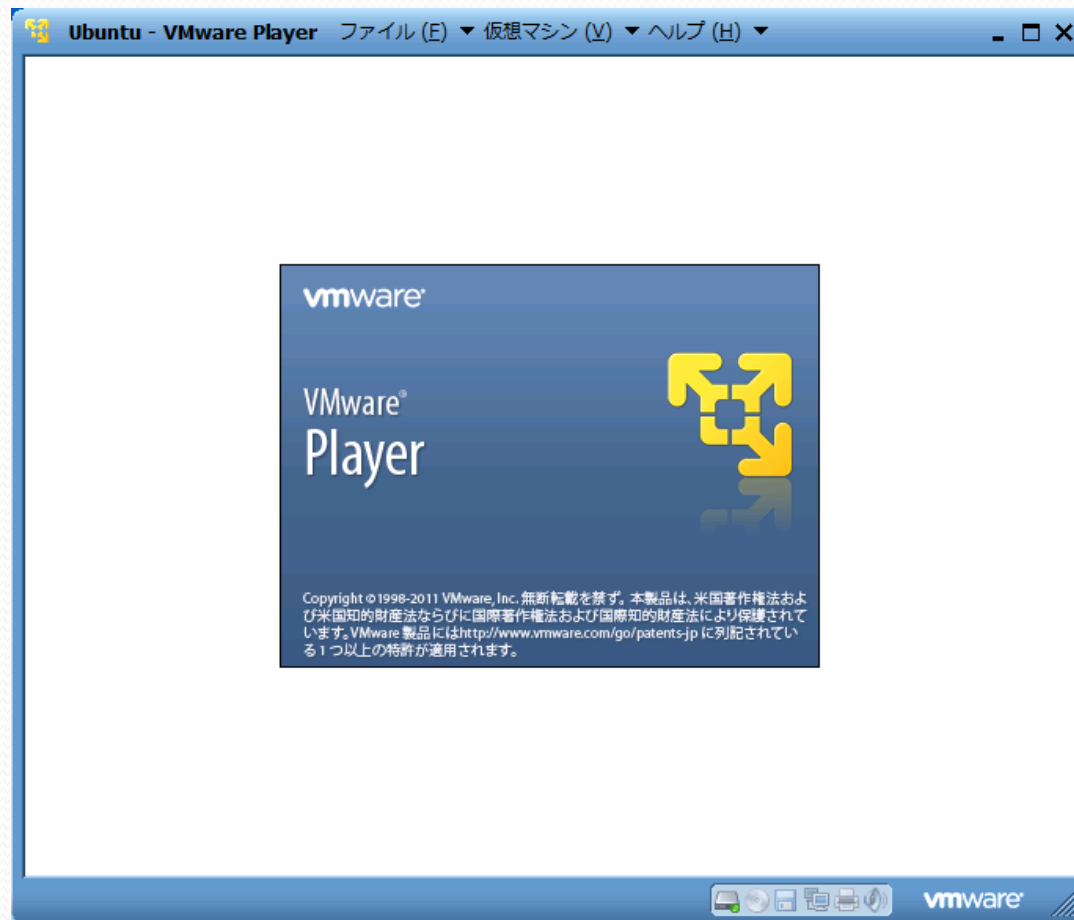 Ubuntu - VMware Player ファイル (F) ▼ 仮想マシン (V) ▼ ヘルプ (H) ▼
vmware
VMware®
Player
Copyright © 1998-2011 VMware, Inc. 無断転載を禁ず。本製品は、米国著作権法およ
び米国知的財産法ならびに国際著作権法および国際知的財産法により保護されて
います。VMware 製品にはhttp://www.vmware.com/go/patents-jp に列記されてい
る1つ以上の特許が適用されます。
vmware